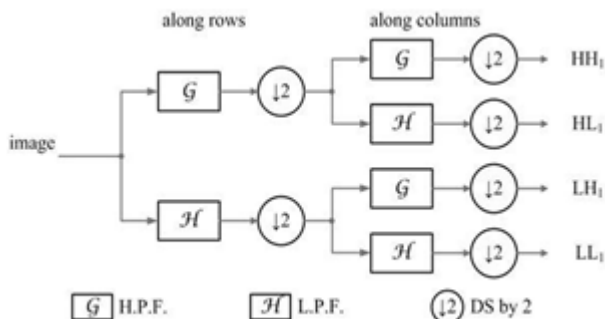 along rows along columns
G ↓2 HH₁
G ↓2
H ↓2 HL₁
image
G ↓2 LH₁
H ↓2
H ↓2 LL₁
G H.P.F. H L.P.F. ↓2 DS by 2